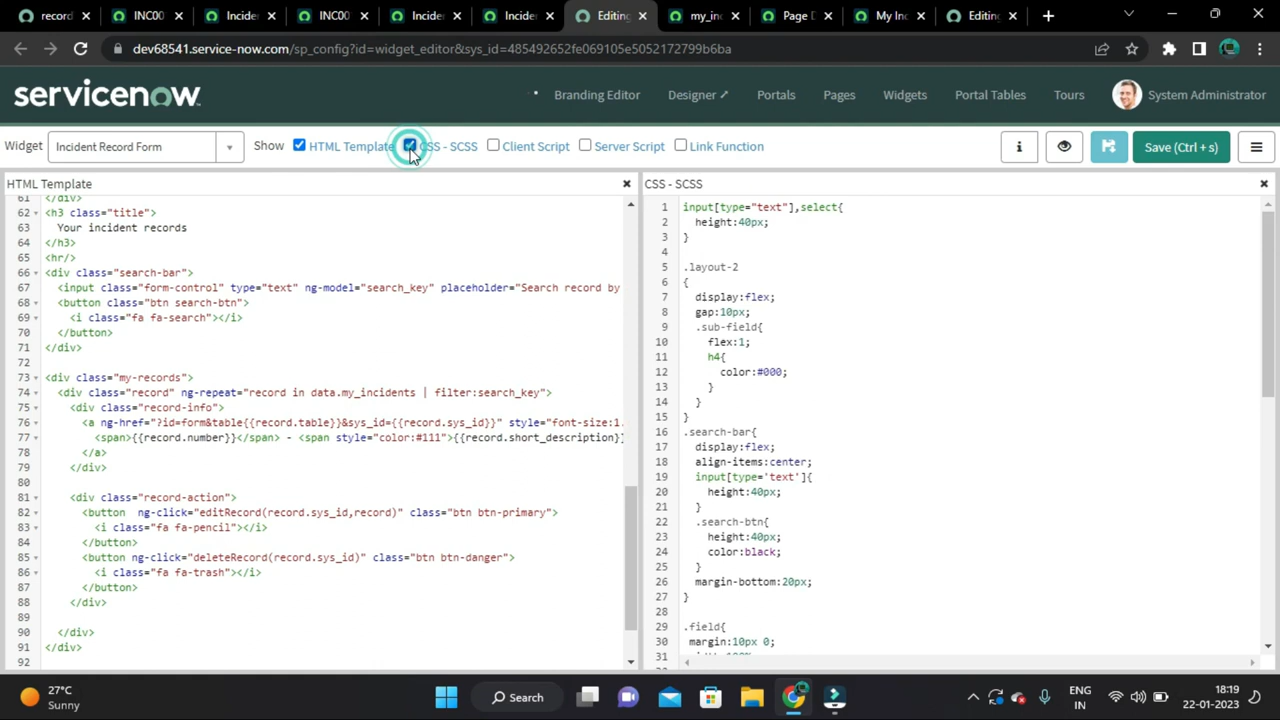 record
INC00
Incident
INC00
Inciden
Inciden
Editing
my_inc
Page D
My Inc
Editing
dev68541.service-now.com/sp_config?id=widget_editor&sys_id=485492652fe069105e5052172799b6ba
servicenow
Branding Editor
Designer
Portals
Pages
Widgets
Portal Tables
Tours
System Administrator
Widget
Incident Record Form
Show
HTML Template
CSS - SCSS
Client Script
Server Script
Link Function
Save (Ctrl + s)
HTML Template
61 </div>
62 <h3 class="title">
63 Your incident records
64 </h3>
65 <hr/>
66 <div class="search-bar">
67 <input class="form-control" type="text" ng-model="search_key" placeholder="Search record by
68 <button class="btn search-btn">
69 <i class="fa fa-search"></i>
70 </button>
71 </div>
72
73 <div class="my-records">
74 <div class="record" ng-repeat="record in data.my_incidents | filter:search_key">
75 <div class="record-info">
76 <a ng-href="?id=form&table{{record.table}}&sys_id={{record.sys_id}}" style="font-size:1.
77 <span>{{record.number}}</span> - <span style="color:#111">{{record.short_description}
78 </a>
79 </div>
80
81 <div class="record-action">
82 <button ng-click="editRecord(record.sys_id,record)" class="btn btn-primary">
83 <i class="fa fa-pencil"></i>
84 </button>
85 <button ng-click="deleteRecord(record.sys_id)" class="btn btn-danger">
86 <i class="fa fa-trash"></i>
87 </button>
88 </div>
89
90 </div>
91 </div>
92
CSS - SCSS
1 input[type="text"],select{
2 height:40px;
3 }
4
5 .layout-2
6 {
7 display:flex;
8 gap:10px;
9 .sub-field{
10 flex:1;
11 h4{
12 color:#000;
13 }
14 }
15 }
16 .search-bar{
17 display:flex;
18 align-items:center;
19 input[type='text']{
20 height:40px;
21 }
22 .search-btn{
23 height:40px;
24 color:black;
25 }
26 margin-bottom:20px;
27 }
28
29 .field{
30 margin:10px 0;
31
27°C
Sunny
Search
ENG
IN
18:19
22-01-2023